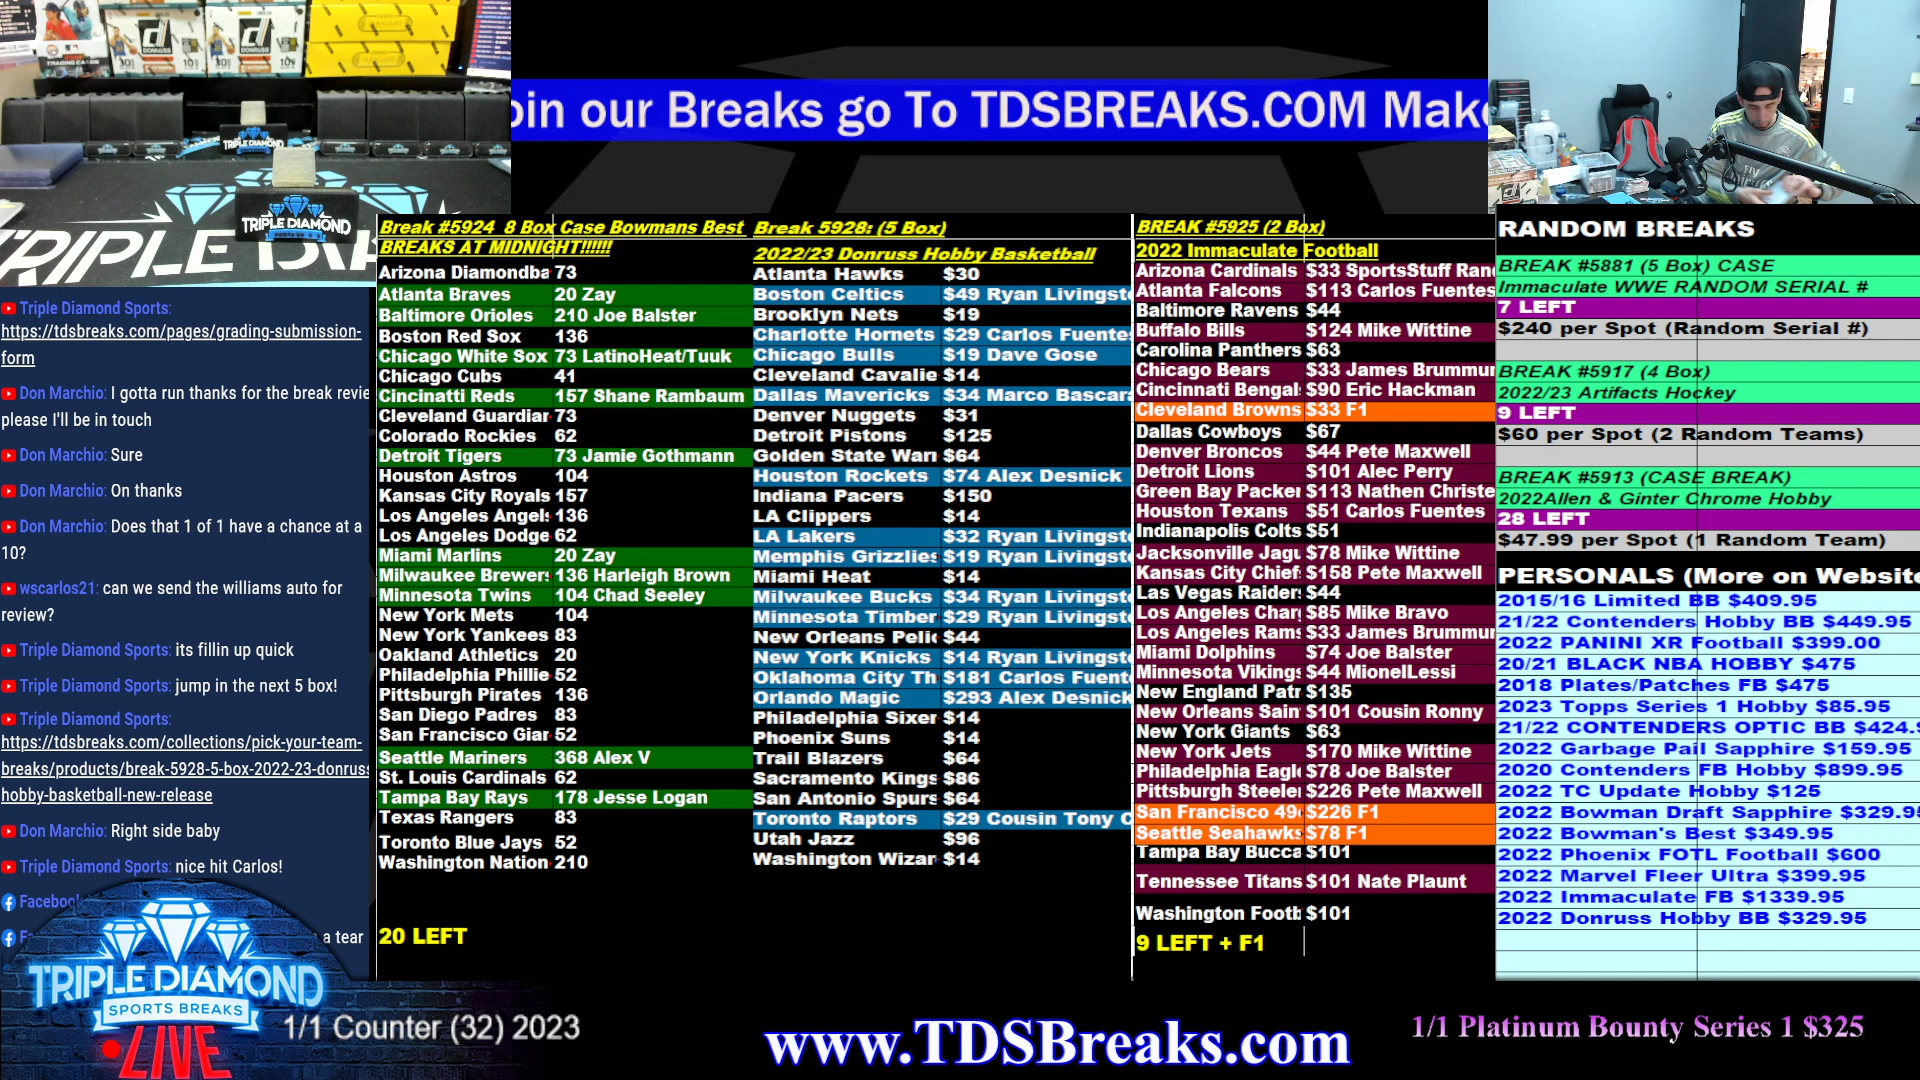 oin our Breaks go To TDSBREAKS.COM Make
DONRUSS
DONRUSS
TRIPLE DIAMOND
TRIPLE DIAMOND
Triple Diamond Sports:
https://tdsbreaks.com/pages/grading-submission-
form
Don Marchio: I gotta run thanks for the break revie
please I'll be in touch
Don Marchio: Sure
Don Marchio: On thanks
Don Marchio: Does that 1 of 1 have a chance at a
10?
wscarlos21: can we send the williams auto for
review?
Triple Diamond Sports: its fillin up quick
Triple Diamond Sports: jump in the next 5 box!
Triple Diamond Sports:
https://tdsbreaks.com/collections/pick-your-team-
breaks/products/break-5928-5-box-2022-23-donruss
hobby-basketball-new-release
Don Marchio: Right side baby
Triple Diamond Sports: nice hit Carlos!
a tear
Break #5924 8 Box Case Bowmans Best
BREAKS AT MIDNIGHT!!!!!!
Arizona Diamondba 73
Atlanta Braves 20 Zay
Baltimore Orioles 210 Joe Balster
Boston Red Sox 136
Chicago White Sox 73 LatinoHeat/Tuuk
Chicago Cubs 41
Cincinatti Reds 157 Shane Rambaum
Cleveland Guardian 73
Colorado Rockies 62
Detroit Tigers 73 Jamie Gothmann
Houston Astros 104
Kansas City Royals 157
Los Angeles Angels 136
Los Angeles Dodge 62
Miami Marlins 20 Zay
Milwaukee Brewers 136 Harleigh Brown
Minnesota Twins 104 Chad Seeley
New York Mets 104
New York Yankees 83
Oakland Athletics 20
Philadelphia Phillie 52
Pittsburgh Pirates 136
San Diego Padres 83
San Francisco Gian 52
Seattle Mariners 368 Alex V
St. Louis Cardinals 62
Tampa Bay Rays 178 Jesse Logan
Texas Rangers 83
Toronto Blue Jays 52
Washington Nation 210
20 LEFT
Break 5928: (5 Box)
2022/23 Donruss Hobby Basketball
Atlanta Hawks $30
Boston Celtics $49 Ryan Livingst
Brooklyn Nets $19
Charlotte Hornets $29 Carlos Fuentes
Chicago Bulls $19 Dave Gose
Cleveland Cavalie $14
Dallas Mavericks $34 Marco Bascara
Denver Nuggets $31
Detroit Pistons $125
Golden State Warr $64
Houston Rockets $74 Alex Desnick
Indiana Pacers $150
LA Clippers $14
LA Lakers $32 Ryan Livingst
Memphis Grizzlies $19 Ryan Livingst
Miami Heat $14
Milwaukee Bucks $34 Ryan Livingst
Minnesota Timber $29 Ryan Livingst
New Orleans Pelic $44
New York Knicks $14 Ryan Livingst
Oklahoma City Th $181 Carlos Fuent
Orlando Magic $293 Alex Desnick
Philadelphia Sixer $14
Phoenix Suns $14
Trail Blazers $64
Sacramento Kings $86
San Antonio Spurs $64
Toronto Raptors $29 Cousin Tony C
Utah Jazz $96
Washington Wizar $14
BREAK #5925 (2 Box)
2022 Immaculate Football
Arizona Cardinals $33 SportsStuff Ran
Atlanta Falcons $113 Carlos Fuentes
Baltimore Ravens $44
Buffalo Bills $124 Mike Wittine
Carolina Panthers $63
Chicago Bears $33 James Brummun
Cincinnati Bengal $90 Eric Hackman
Cleveland Browns $33 F1
Dallas Cowboys $67
Denver Broncos $44 Pete Maxwell
Detroit Lions $101 Alec Perry
Green Bay Packer $113 Nathen Christe
Houston Texans $51 Carlos Fuentes
Indianapolis Colts $51
Jacksonville Jagu $78 Mike Wittine
Kansas City Chief $158 Pete Maxwell
Las Vegas Raider $44
Los Angeles Charg $85 Mike Bravo
Los Angeles Rams $33 James Brummun
Miami Dolphins $74 Joe Balster
Minnesota Vikings $44 MionelLessi
New England Patr $135
New Orleans Sain $101 Cousin Ronny
New York Giants $63
New York Jets $170 Mike Wittine
Philadelphia Eagle $78 Joe Balster
Pittsburgh Steeler $226 Pete Maxwell
San Francisco 49 $226 F1
Seattle Seahawks $78 F1
Tampa Bay Bucca $101
Tennessee Titans $101 Nate Plaunt
Washington Footb $101
9 LEFT + F1
RANDOM BREAKS
BREAK #5881 (5 Box) CASE
Immaculate WWE RANDOM SERIAL #
7 LEFT
$240 per Spot (Random Serial #)
BREAK #5917 (4 Box)
2022/23 Artifacts Hockey
9 LEFT
$60 per Spot (2 Random Teams)
BREAK #5913 (CASE BREAK)
2022Allen & Ginter Chrome Hobby
28 LEFT
$47.99 per Spot (1 Random Team)
PERSONALS (More on Website
2015/16 Limited BB $409.95
21/22 Contenders Hobby BB $449.95
2022 PANINI XR Football $399.00
20/21 BLACK NBA HOBBY $475
2018 Plates/Patches FB $475
2023 Topps Series 1 Hobby $85.95
21/22 CONTENDERS OPTIC BB $424.
2022 Garbage Pail Sapphire $159.95
2020 Contenders FB Hobby $899.95
2022 TC Update Hobby $125
2022 Bowman Draft Sapphire $329.95
2022 Bowman's Best $349.95
2022 Phoenix FOTL Football $600
2022 Marvel Fleer Ultra $399.95
2022 Immaculate FB $1339.95
2022 Donruss Hobby BB $329.95
TRIPLE DIAMOND
SPORTS BREAKS
LIVE
1/1 Counter (32) 2023
www.TDSBreaks.com
1/1 Platinum Bounty Series 1 $325